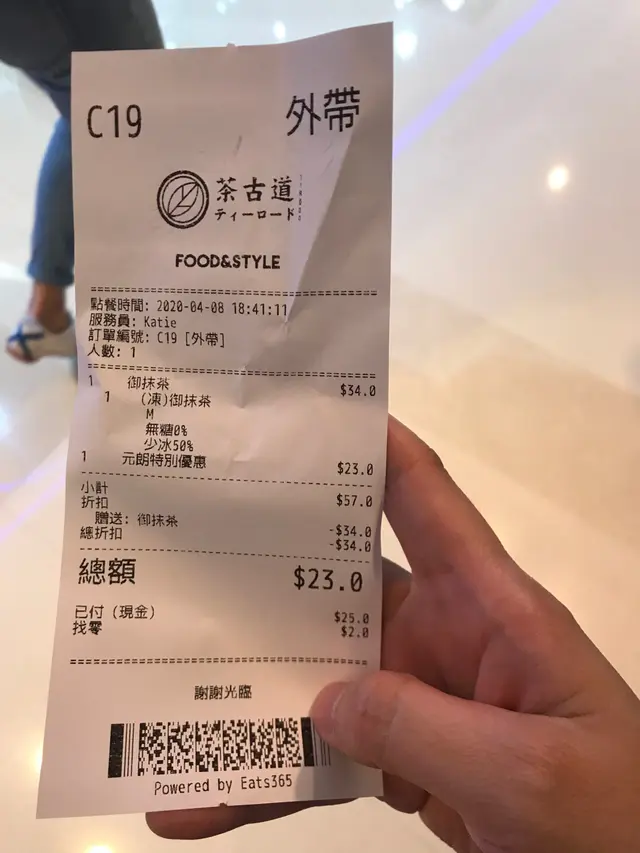 C19 外帶
茶古道
ティーロード
FOOD&STYLE
點餐時間: 2020-04-08 18:41:11
服務員: Katie
訂單編號: C19 [外帶]
人數: 1
1 御抹茶 $34.0
1 (凍)御抹茶
M
無糖0%
少冰50%
1 元朗特別優惠 $23.0
小計 $57.0
折扣
贈送: 御抹茶 -$34.0
總折扣 -$34.0
總額 $23.0
已付 (現金) $25.0
找零 $2.0
謝謝光臨
Powered by Eats365